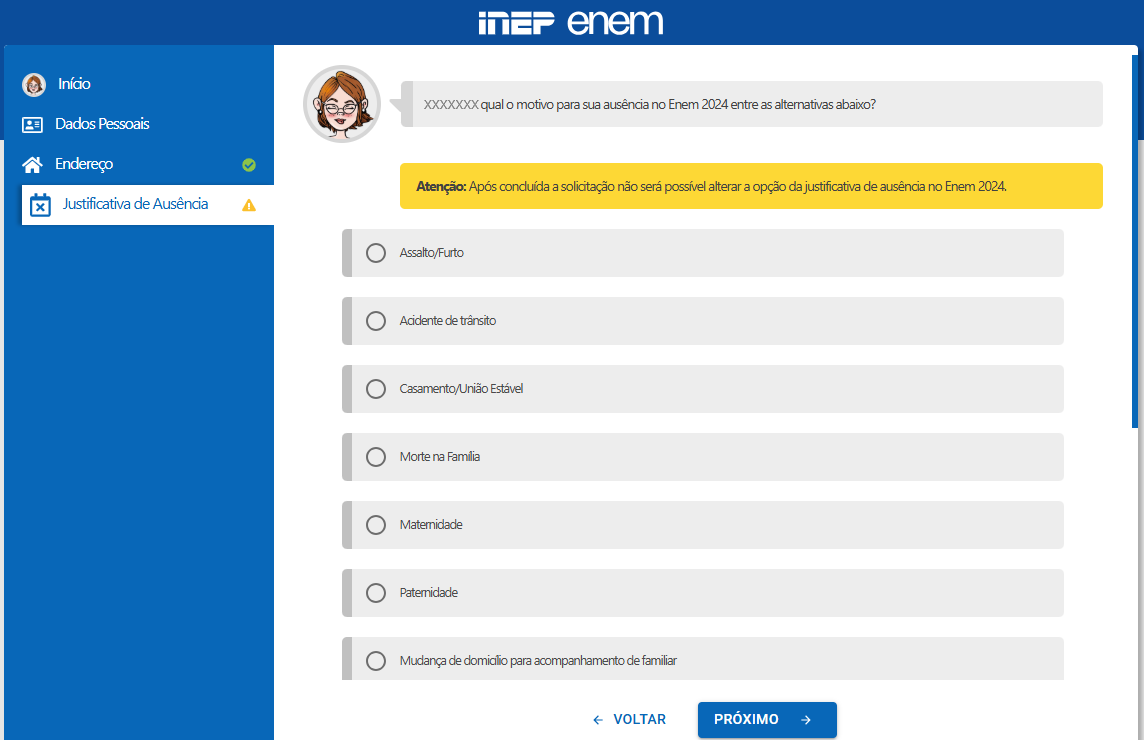 inep enem
Início
Dados Pessoais
Endereço
Justificativa de Ausência
XXXXXXX qual o motivo para sua ausência no Enem 2024 entre as alternativas abaixo?
Atenção: Após concluída a solicitação não será possível alterar a opção da justificativa de ausência no Enem 2024.
Assalto/Furto
Acidente de trânsito
Casamento/União Estável
Morte na Família
Maternidade
Paternidade
Mudança de domicílio para acompanhamento de familiar
VOLTAR
PRÓXIMO